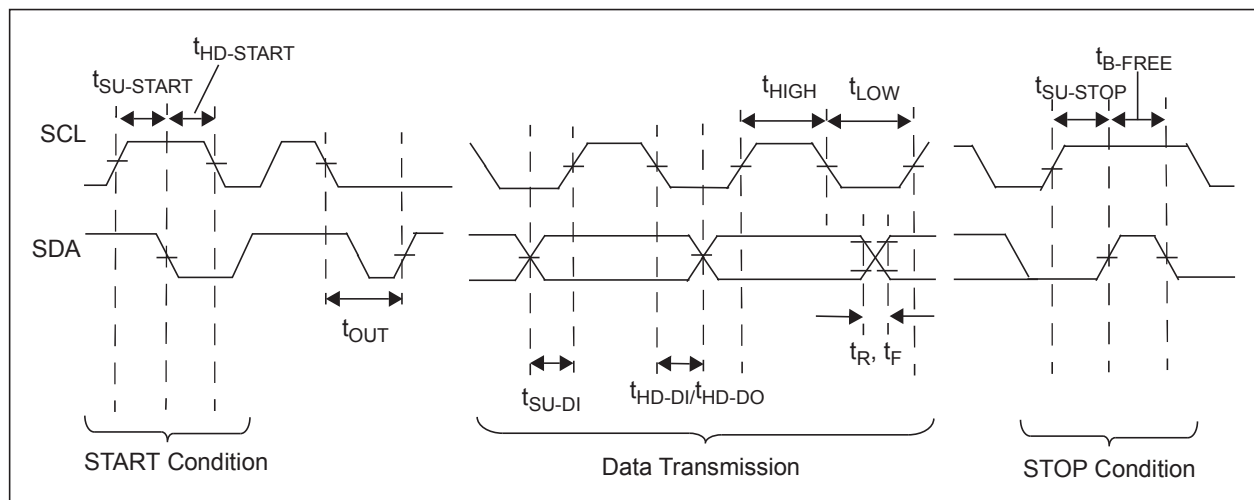 tHD-START
tSU-START
tB-FREE
tSU-STOP
tHIGH
tLOW
SCL
SDA
tOUT
tSU-DI
tHD-DI/tHD-DO
tR, tF
START Condition
Data Transmission
STOP Condition